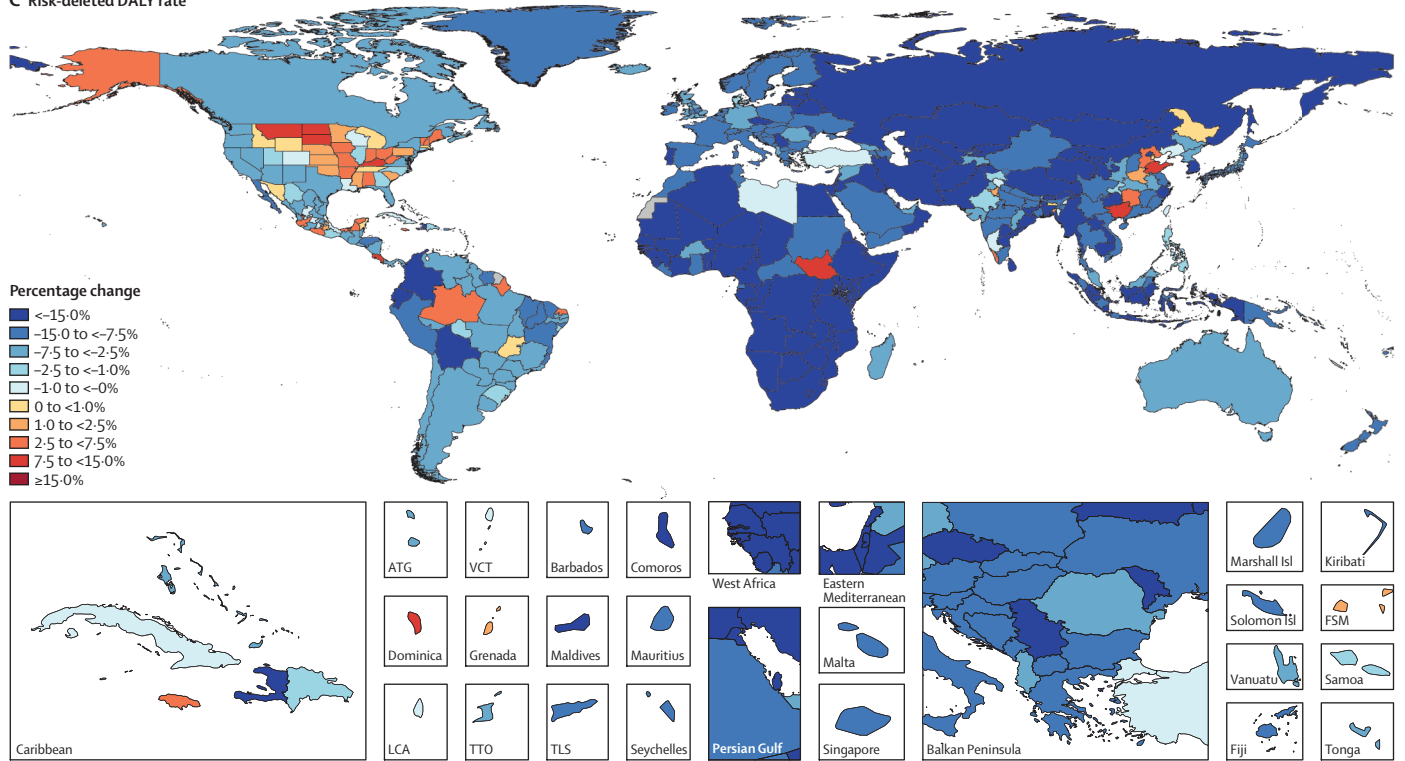 C Risk-deleted DALY rate
Percentage change
<–15·0%
–15·0 to <–7·5%
–7·5 to <–2·5%
–2·5 to <–1·0%
–1·0 to <–0%
0 to <1·0%
1·0 to <2·5%
2·5 to <7·5%
7·5 to <15·0%
≥15·0%
Caribbean
ATG
VCT
Barbados
Comoros
Dominica
Grenada
Maldives
Mauritius
LCA
TTO
TLS
Seychelles
West Africa
Eastern
Mediterranean
Persian Gulf
Malta
Singapore
Balkan Peninsula
Marshall Isl
Kiribati
Solomon Isl
FSM
Vanuatu
Samoa
Fiji
Tonga